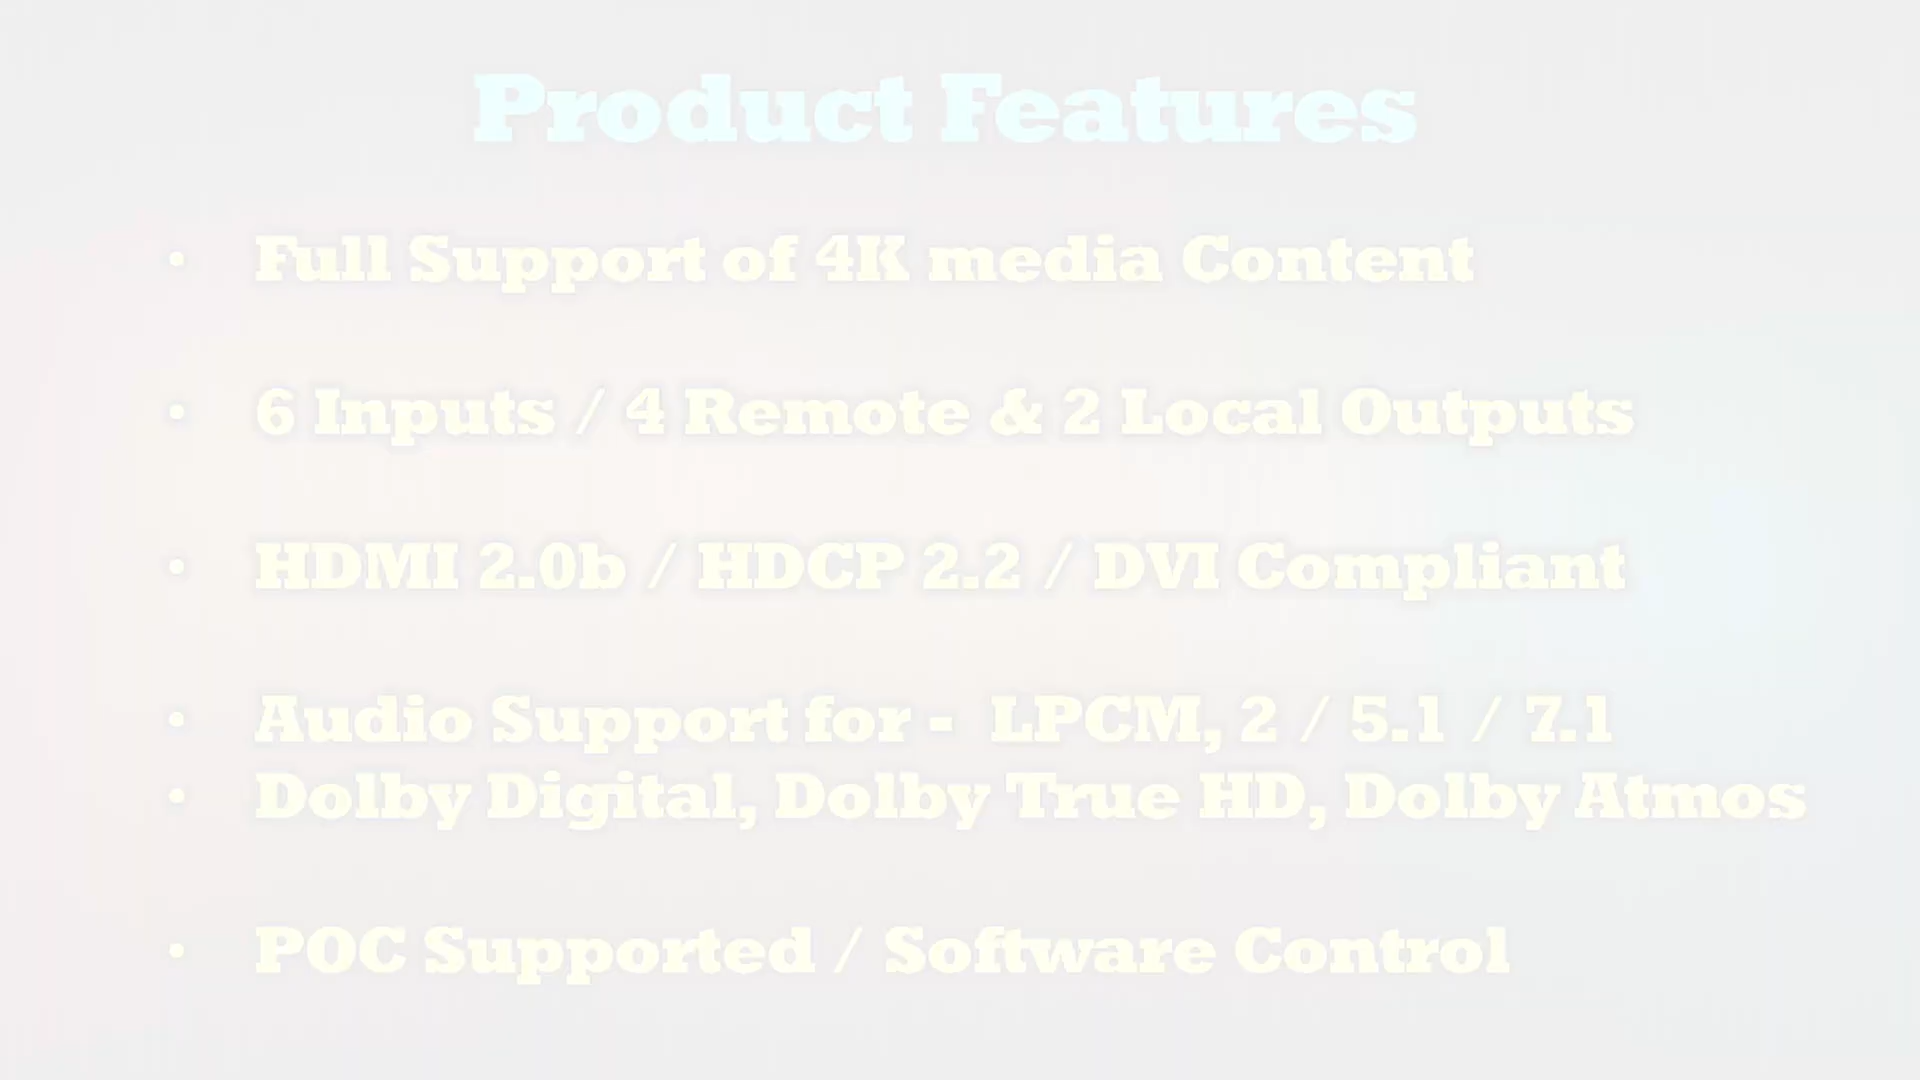 Product Features
• Full Support of 4K media Content
• 6 Inputs / 4 Remote & 2 Local Outputs
• HDMI 2.0b / HDCP 2.2 / DVI Compliant
• Audio Support for - LPCM, 2 / 5.1 / 7.1
• Dolby Digital, Dolby True HD, Dolby Atmos
• POC Supported / Software Control